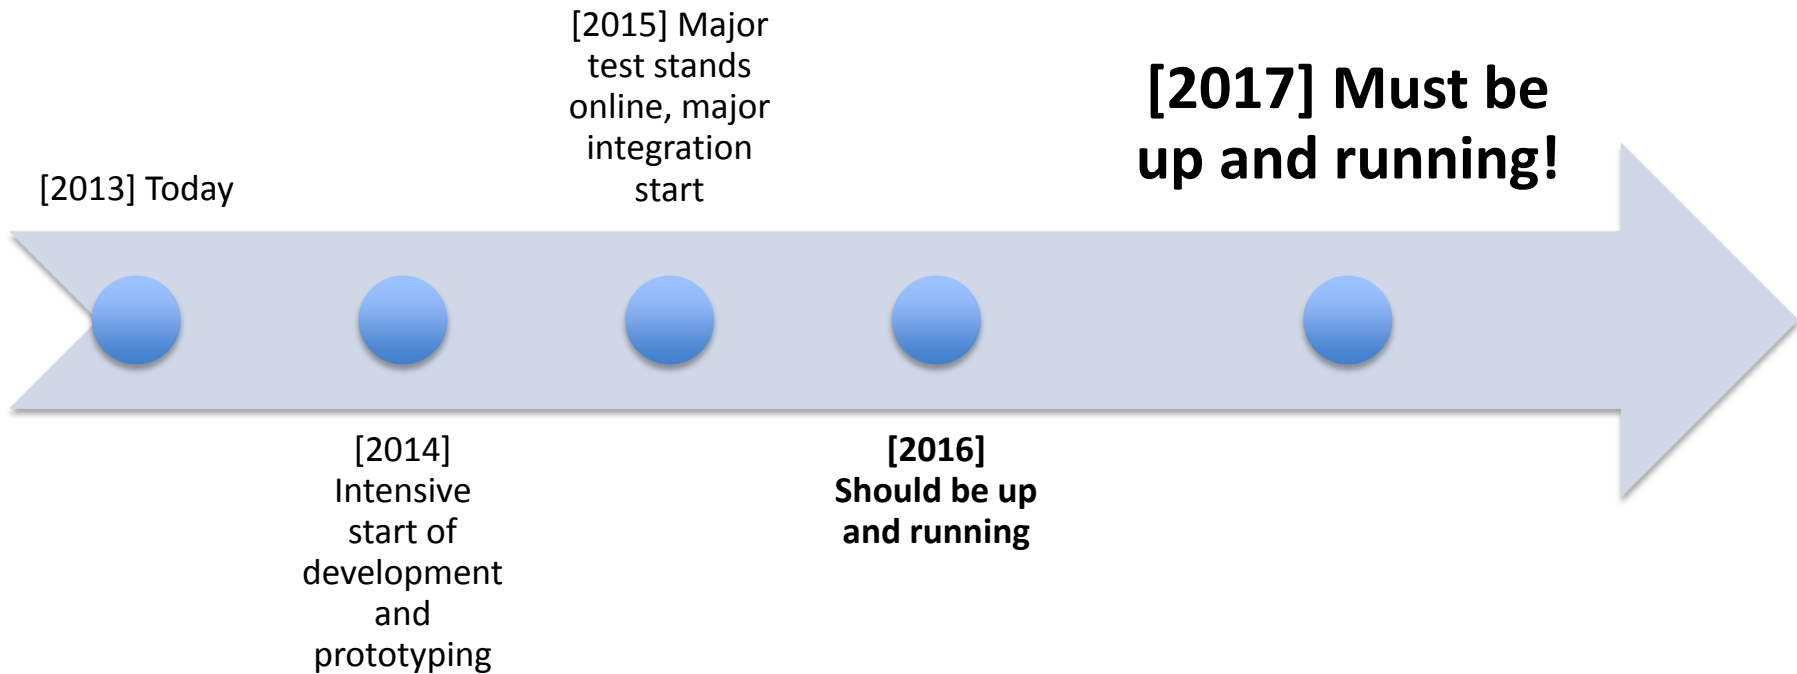 [2013] Today
[2014]
Intensive
start of
development
and
prototyping
[2015] Major
test stands
online, major
integration
start
[2016]
Should be up
and running
[2017] Must be
up and running!